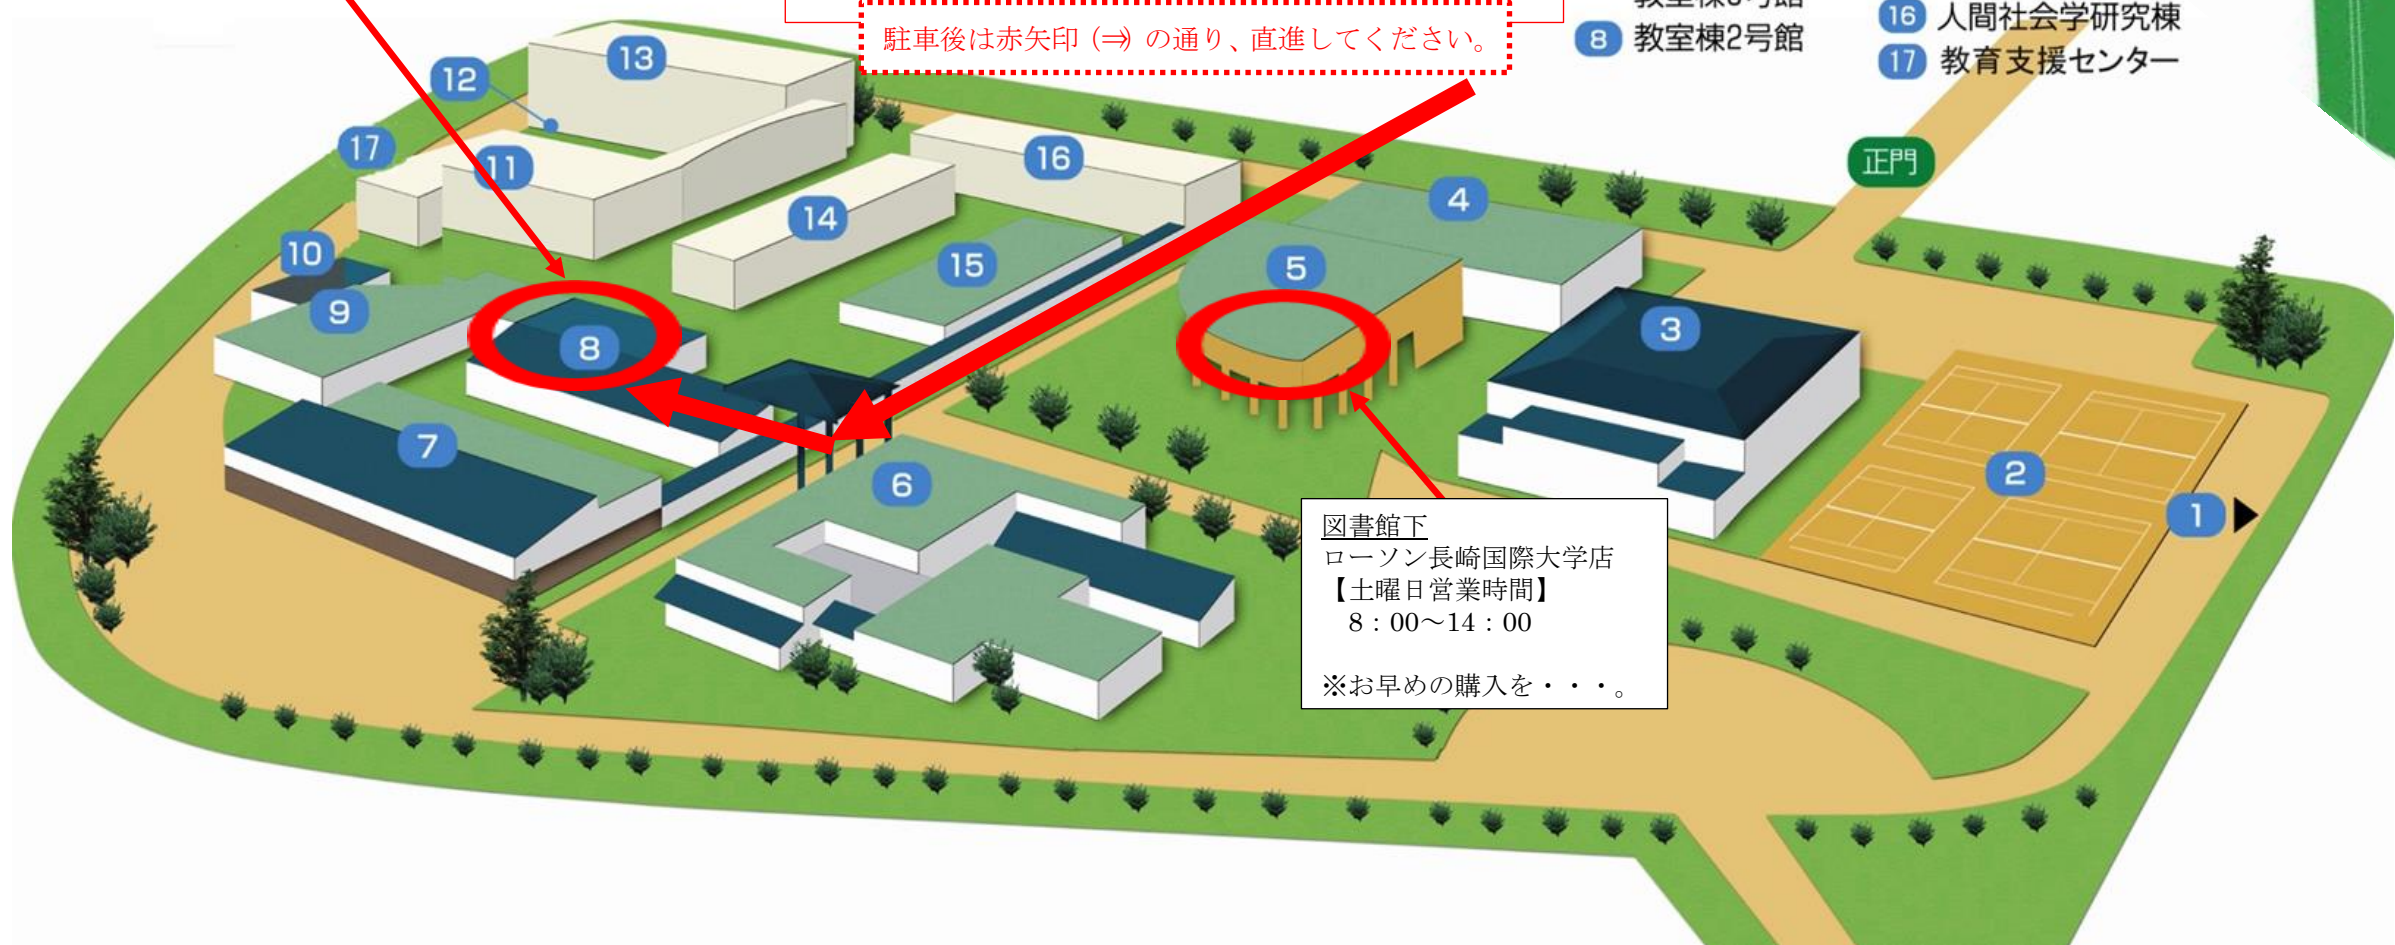 駐車後は赤矢印（⇒）の通り、直進してください。
8 教室棟2号館
16 人間社会学研究棟
17 教育支援センター
13
12
17
11
16
正門
14
4
10
15
5
9
8
3
7
6
2
1
図書館下
ローソン長崎国際大学店
【土曜日営業時間】
8：00～14：00
※お早めの購入を・・・。